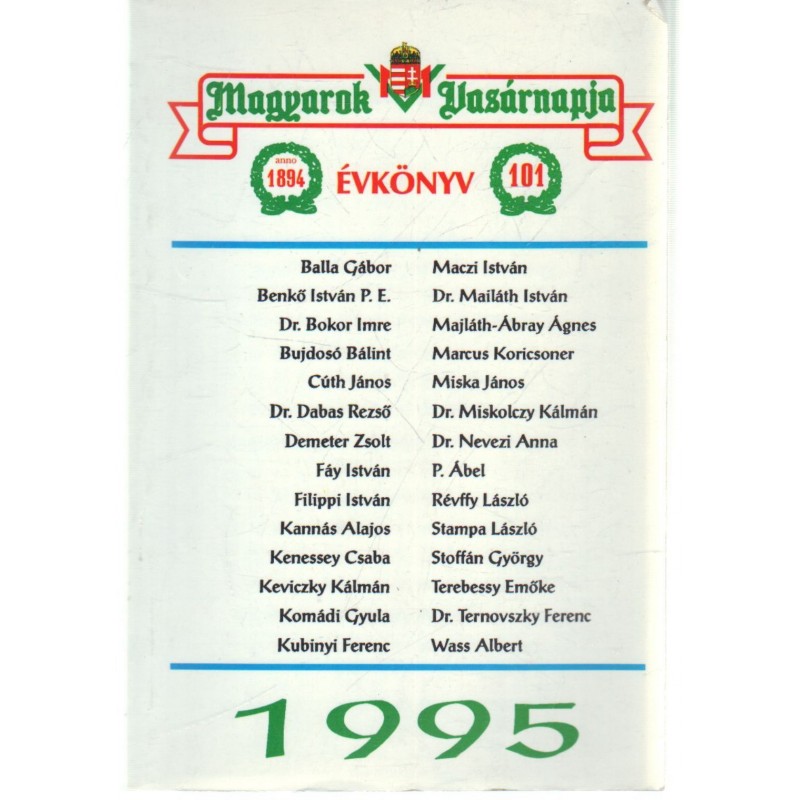 Magyarok Vasárnapja
anno
1894
ÉVKÖNYV
101
Balla Gábor
Benkő István P. E.
Dr. Bokor Imre
Bujdosó Bálint
Cúth János
Dr. Dabas Rezső
Demeter Zsolt
Fáy István
Filippi István
Kannás Alajos
Kenessey Csaba
Keviczky Kálmán
Komádi Gyula
Kubinyi Ferenc
Maczi István
Dr. Mailáth István
Majláth-Ábray Ágnes
Marcus Koricsoner
Miska János
Dr. Miskolczy Kálmán
Dr. Nevezi Anna
P. Ábel
Révffy László
Stampa László
Stoffán György
Terebessy Emőke
Dr. Ternovszky Ferenc
Wass Albert
1995